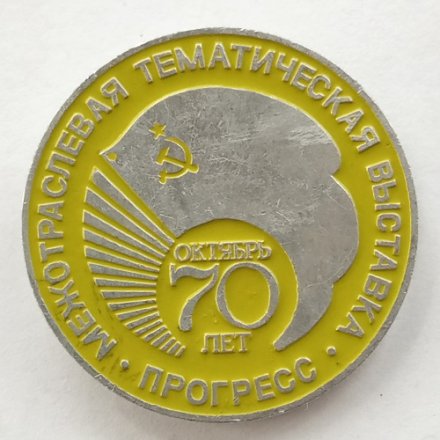 МЕЖОТРАСЛЕВАЯ ТЕМАТИЧЕСКАЯ ВЫСТАВКА
· ПРОГРЕСС ·
ОКТЯБРЬ
70
ЛЕТ